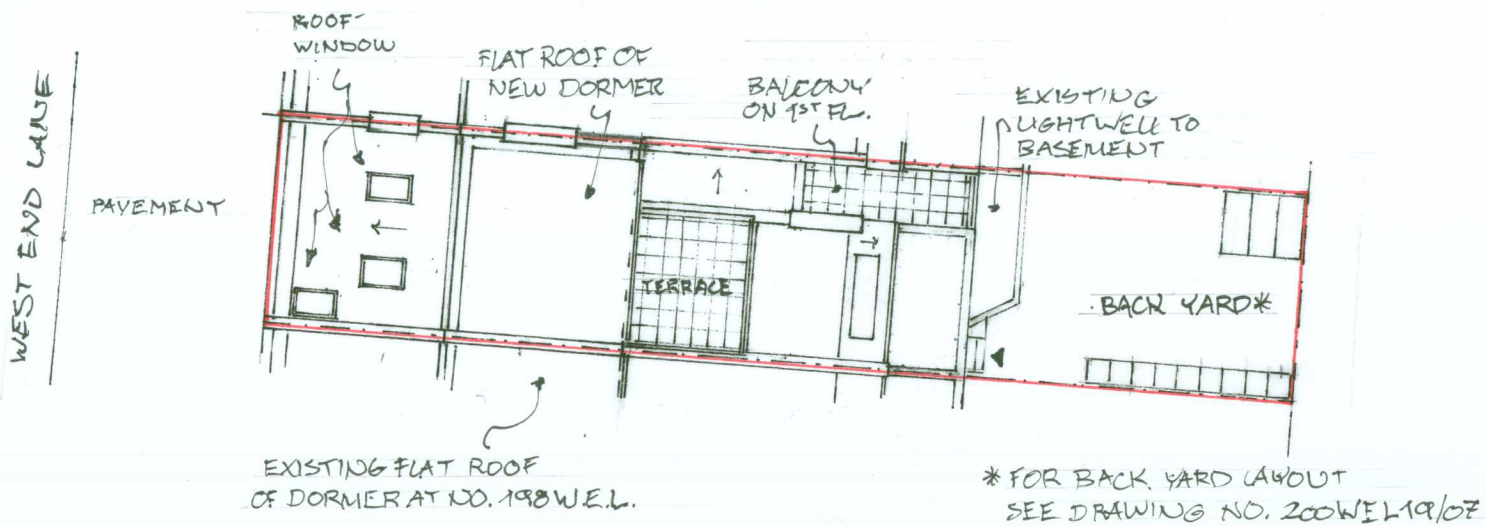 ROOF
WINDOW
FLAT ROOF OF
NEW DORMER
BALCONY
ON 1ST FL.
EXISTING
LIGHTWELL TO
BASEMENT
WEST END LANE
PAVEMENT
TERRACE
BACK YARD*
EXISTING FLAT ROOF
OF DORMER AT NO. 198 W.E.L.
* FOR BACK YARD LAYOUT
SEE DRAWING NO. 200WEL19/07